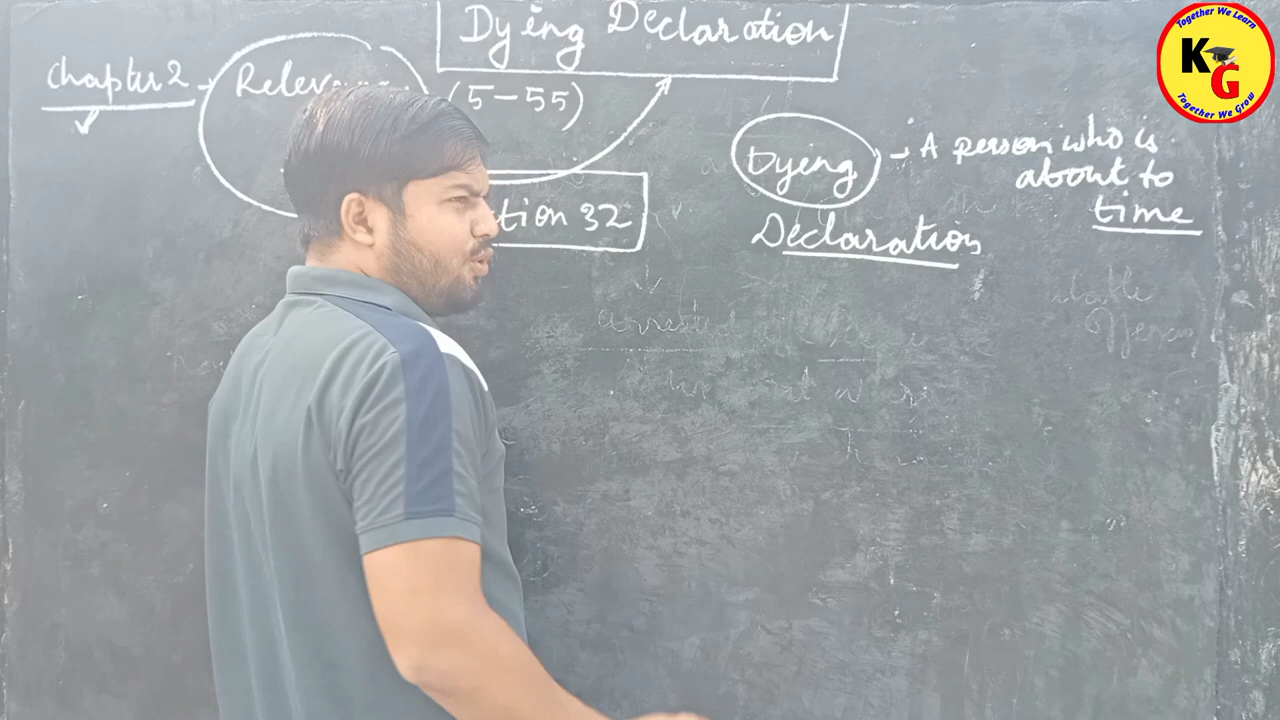 Dying Declaration
Chapter 2 - Releva
(5-55)
tion 32
Dying - A person who is
about to
time
Declaration
Together We Learn
KG
Together We Grow